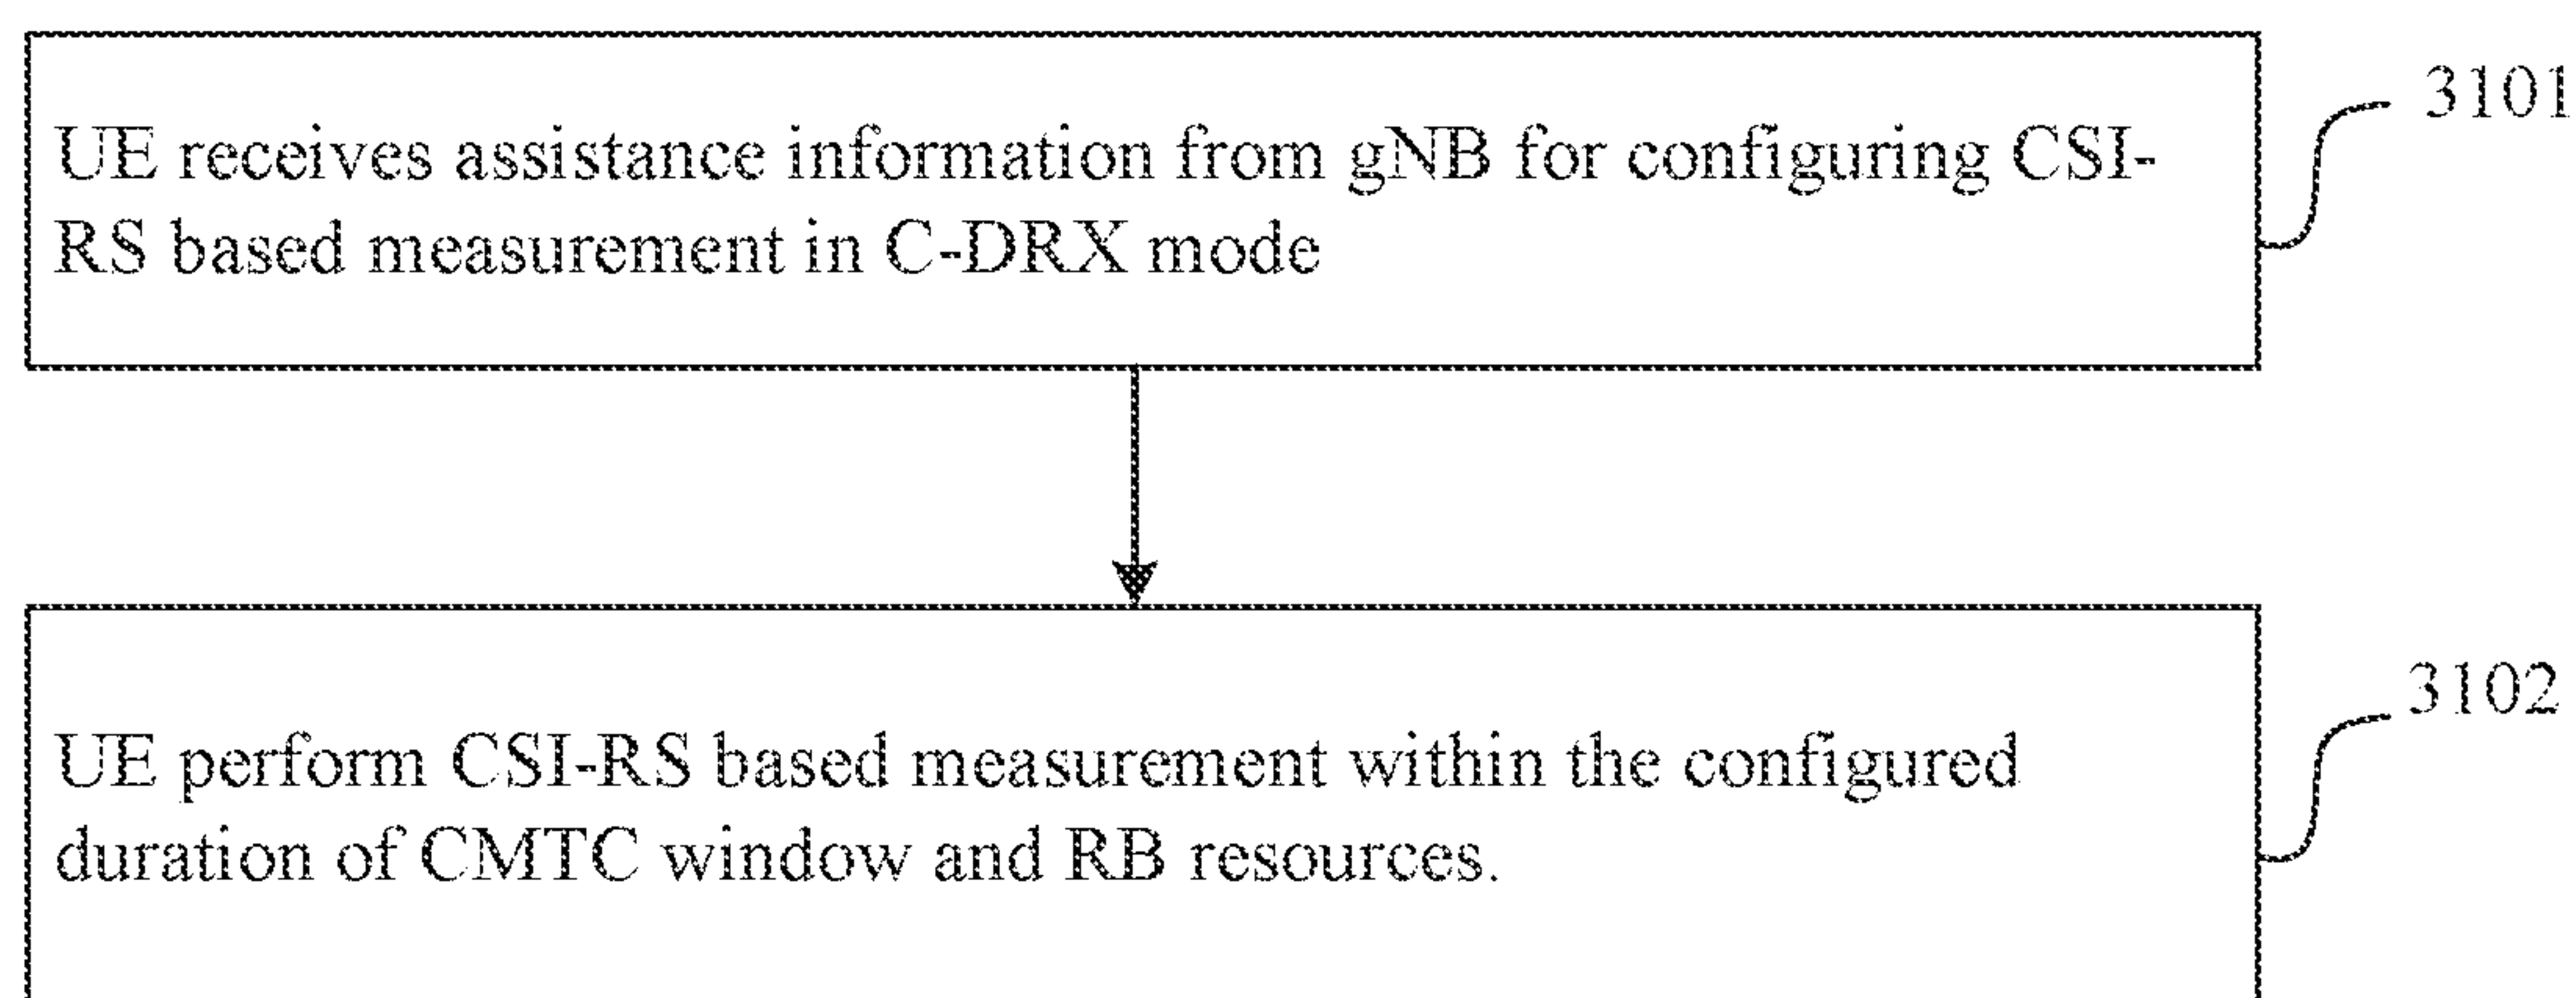 UE receives assistance information from gNB for configuring CSI-
RS based measurement in C-DRX mode
3101
UE perform CSI-RS based measurement within the configured
duration of CMTC window and RB resources.
3102